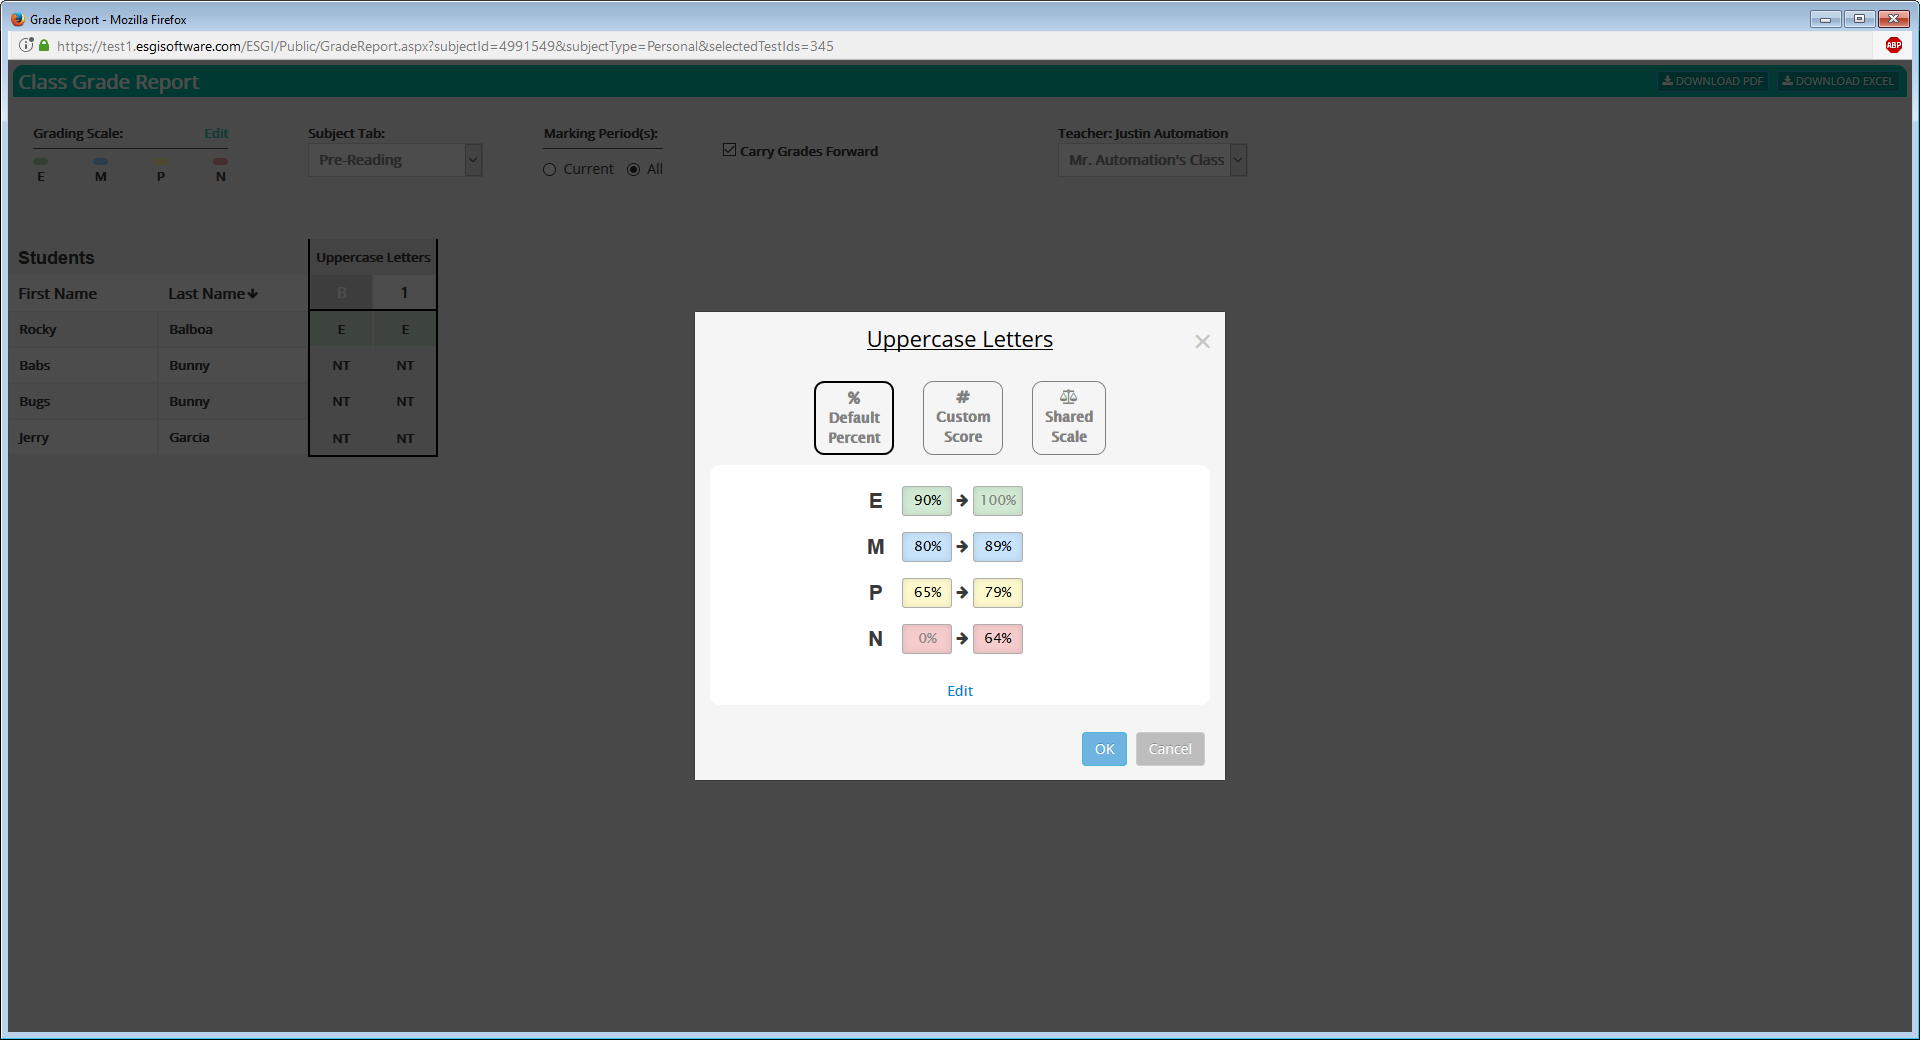 Grade Report - Mozilla Firefox
https://test1.esgisoftware.com/ESGI/Public/GradeReport.aspx?subjectId=4991549&subjectType=Personal&selectedTestIds=345
ABP
Class Grade Report
DOWNLOAD PDF
DOWNLOAD EXCEL
Grading Scale: Edit
E M P N
Subject Tab:
Pre-Reading
Marking Period(s):
Current All
Carry Grades Forward
Teacher: Justin Automation
Mr. Automation's Class
Students Uppercase Letters
First Name Last Name B 1
Rocky Balboa E E
Babs Bunny NT NT
Bugs Bunny NT NT
Jerry Garcia NT NT
Uppercase Letters
%
Default
Percent
#
Custom
Score
Shared
Scale
E 90% 100%
M 80% 89%
P 65% 79%
N 0% 64%
Edit
OK Cancel